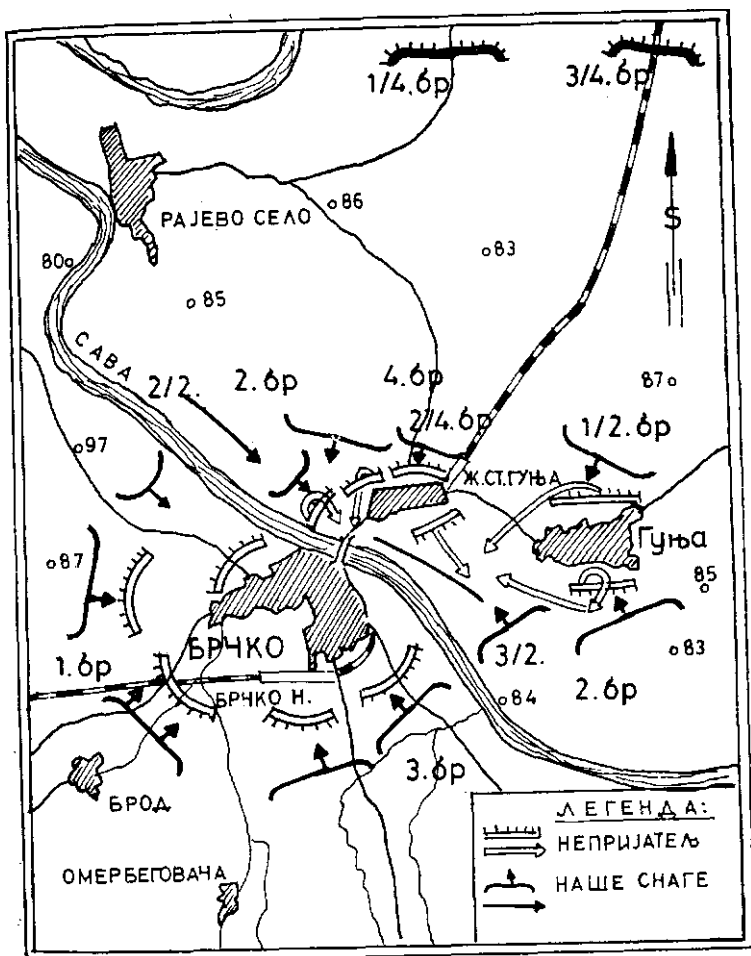 1/4. бр
3/4. бр
РАЈЕВО СЕЛО
86
S
83
80
85
САВА
2/2.
2. бр
4. бр
2/4. бр
87
1/2. бр
97
Ж.СТ. ГУЊА
Гуња
87
85
БРЧКО
3/2.
83
1. бр
БРЧКО Н.
84
2. бр
3. бр
БРОД
ОМЕРБЕГОВАЧА
ЛЕГЕНДА:
НЕПРИЈАТЕЉ
НАШЕ СНАГЕ